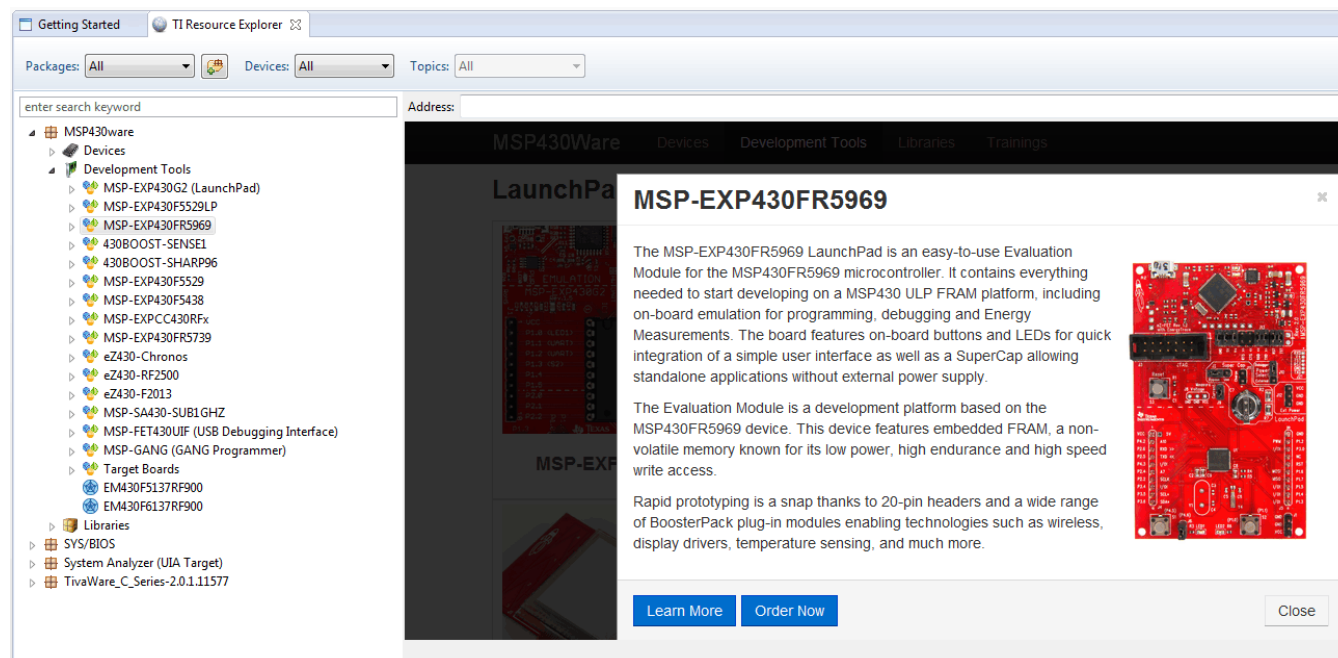 Getting Started
TI Resource Explorer
Packages: All Devices: All Topics: All
enter search keyword
Address:
MSP430ware
Devices
Development Tools
MSP-EXP430G2 (LaunchPad)
MSP-EXP430F5529LP
MSP-EXP430FR5969
430BOOST-SENSE1
430BOOST-SHARP96
MSP-EXP430F5529
MSP-EXP430F5438
MSP-EXPCC430RFx
MSP-EXP430FR5739
eZ430-Chronos
eZ430-RF2500
eZ430-F2013
MSP-SA430-SUB1GHZ
MSP-FET430UIF (USB Debugging Interface)
MSP-GANG (GANG Programmer)
Target Boards
EM430F5137RF900
EM430F6137RF900
Libraries
SYS/BIOS
System Analyzer (UIA Target)
TivaWare_C_Series-2.0.1.11577
MSP430Ware Devices Development Tools Libraries Trainings
LaunchPa
MSP-EXP
MSP-EXP430FR5969
The MSP-EXP430FR5969 LaunchPad is an easy-to-use Evaluation
Module for the MSP430FR5969 microcontroller. It contains everything
needed to start developing on a MSP430 ULP FRAM platform, including
on-board emulation for programming, debugging and Energy
Measurements. The board features on-board buttons and LEDs for quick
integration of a simple user interface as well as a SuperCap allowing
standalone applications without external power supply.
The Evaluation Module is a development platform based on the
MSP430FR5969 device. This device features embedded FRAM, a non-
volatile memory known for its low power, high endurance and high speed
write access.
Rapid prototyping is a snap thanks to 20-pin headers and a wide range
of BoosterPack plug-in modules enabling technologies such as wireless,
display drivers, temperature sensing, and much more.
Learn More Order Now Close